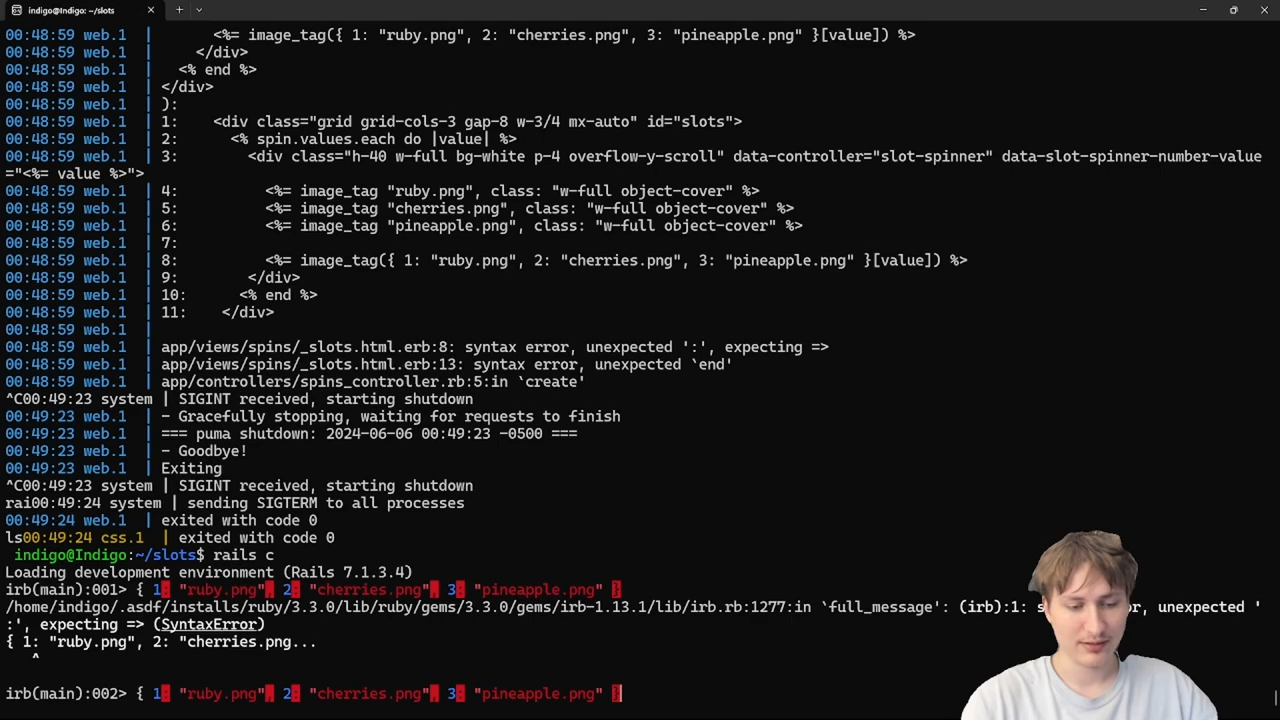 indigo@Indigo: ~/slots
00:48:59 web.1  |       <%= image_tag({ 1: "ruby.png", 2: "cherries.png", 3: "pineapple.png" }[value]) %>
00:48:59 web.1  |     </div>
00:48:59 web.1  |   <% end %>
00:48:59 web.1  | </div>
00:48:59 web.1  | ):
00:48:59 web.1  | 1:    <div class="grid grid-cols-3 gap-8 w-3/4 mx-auto" id="slots">
00:48:59 web.1  | 2:      <% spin.values.each do |value| %>
00:48:59 web.1  | 3:        <div class="h-40 w-full bg-white p-4 overflow-y-scroll" data-controller="slot-spinner" data-slot-spinner-number-value
="<%= value %>">
00:48:59 web.1  | 4:          <%= image_tag "ruby.png", class: "w-full object-cover" %>
00:48:59 web.1  | 5:          <%= image_tag "cherries.png", class: "w-full object-cover" %>
00:48:59 web.1  | 6:          <%= image_tag "pineapple.png", class: "w-full object-cover" %>
00:48:59 web.1  | 7:
00:48:59 web.1  | 8:          <%= image_tag({ 1: "ruby.png", 2: "cherries.png", 3: "pineapple.png" }[value]) %>
00:48:59 web.1  | 9:        </div>
00:48:59 web.1  | 10:      <% end %>
00:48:59 web.1  | 11:    </div>
00:48:59 web.1  |
00:48:59 web.1  | app/views/spins/_slots.html.erb:8: syntax error, unexpected ':', expecting =>
00:48:59 web.1  | app/views/spins/_slots.html.erb:13: syntax error, unexpected `end'
00:48:59 web.1  | app/controllers/spins_controller.rb:5:in `create'
^C00:49:23 system | SIGINT received, starting shutdown
00:49:23 web.1  | - Gracefully stopping, waiting for requests to finish
00:49:23 web.1  | === puma shutdown: 2024-06-06 00:49:23 -0500 ===
00:49:23 web.1  | - Goodbye!
00:49:23 web.1  | Exiting
^C00:49:23 system | SIGINT received, starting shutdown
rai00:49:24 system | sending SIGTERM to all processes
00:49:24 web.1  | exited with code 0
ls00:49:24 css.1  | exited with code 0
indigo@Indigo:~/slots$ rails c
Loading development environment (Rails 7.1.3.4)
irb(main):001> { 1: "ruby.png", 2: "cherries.png", 3: "pineapple.png" }
/home/indigo/.asdf/installs/ruby/3.3.0/lib/ruby/gems/3.3.0/gems/irb-1.13.1/lib/irb.rb:1277:in `full_message': (irb):1: s r, unexpected '
:', expecting => (SyntaxError)
{ 1: "ruby.png", 2: "cherries.png...
^
irb(main):002> { 1: "ruby.png", 2: "cherries.png", 3: "pineapple.png" }